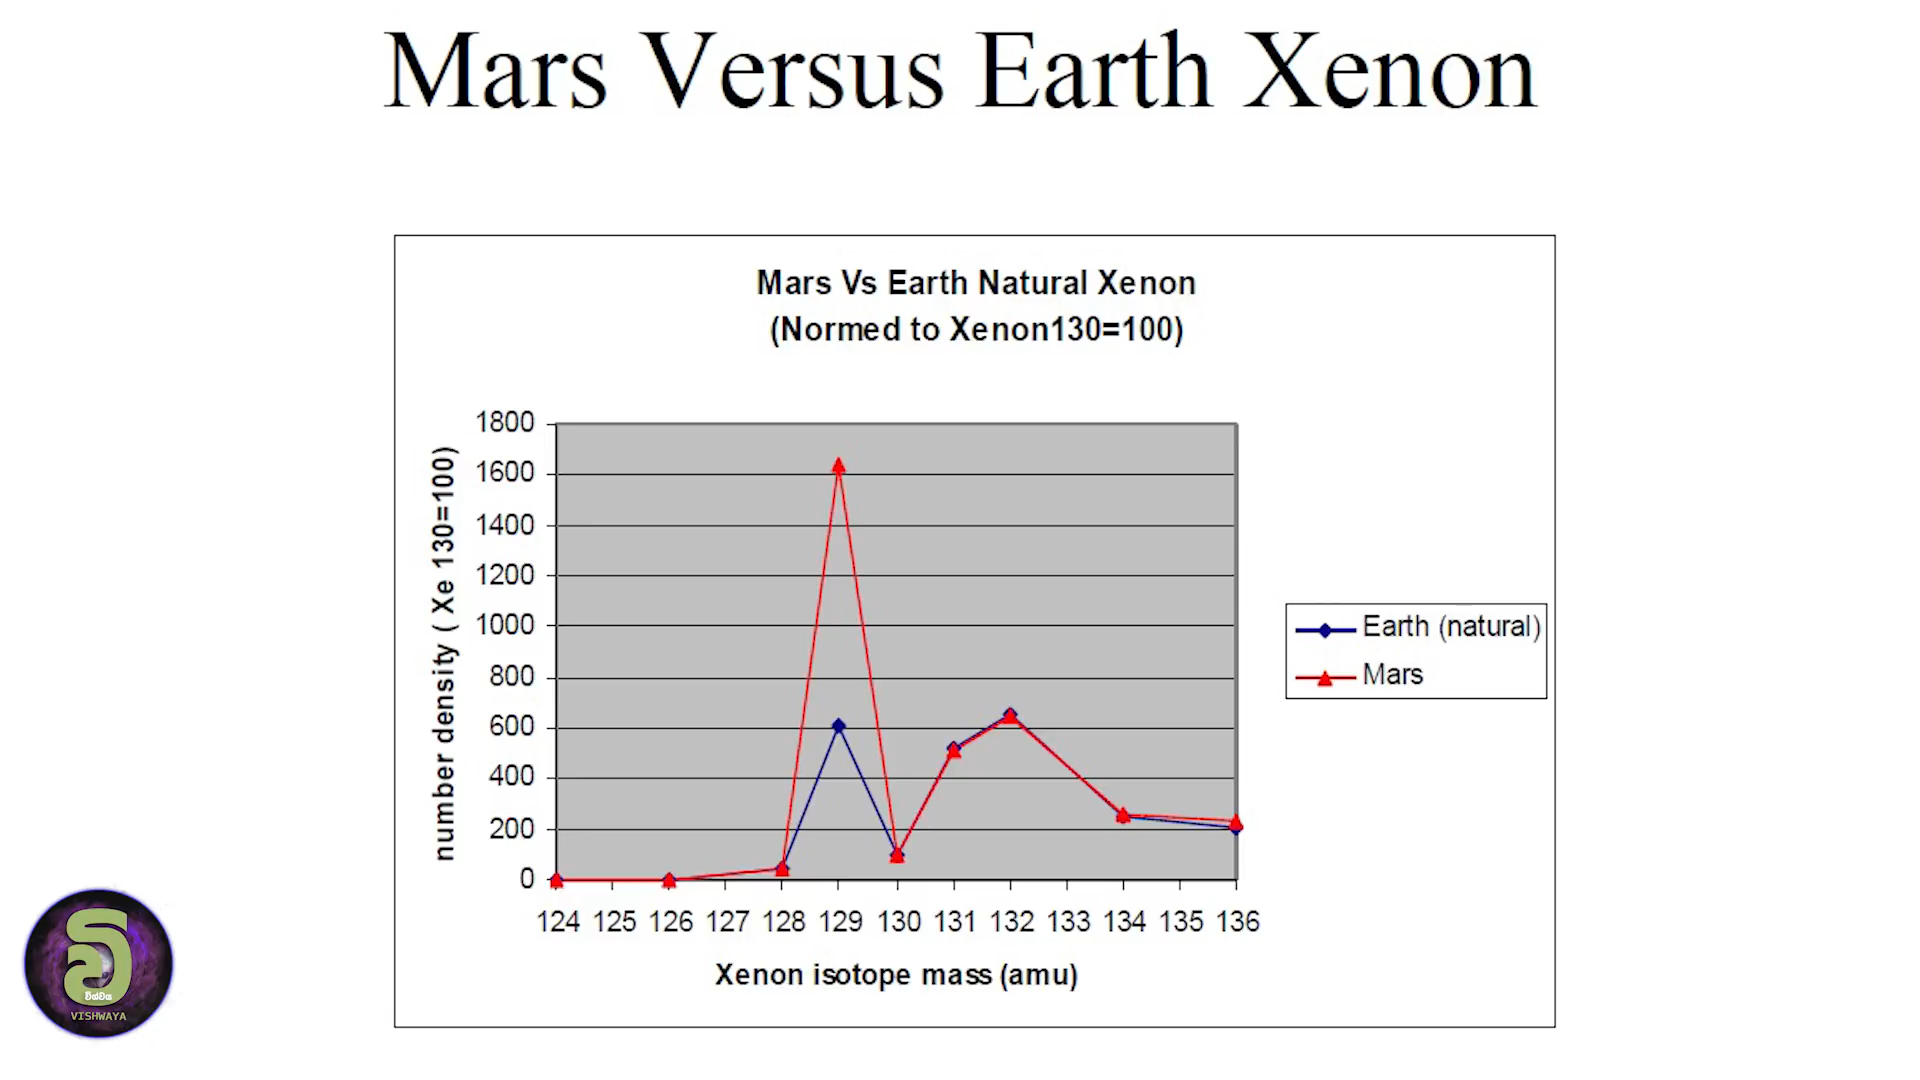 Mars Versus Earth Xenon
Mars Vs Earth Natural Xenon
(Normed to Xenon130=100)
number density ( Xe 130=100)
1800
1600
1400
1200
1000
800
600
400
200
0
124 125 126 127 128 129 130 131 132 133 134 135 136
Xenon isotope mass (amu)
Earth (natural)
Mars
VISHWAYA